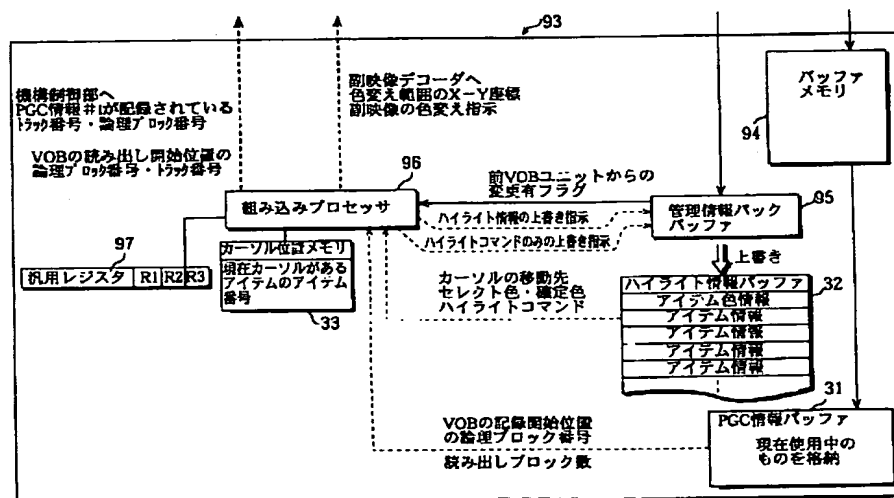 93
機構制御部へ
PGC情報#iが記録されている
トラック番号・論理ブロック番号
VOBの読み出し開始位置の
論理ブロック番号・トラック番号
副映像デコーダへ
色変え範囲のX-Y座標
副映像の色変え指示
バッファ
メモリ
94
96
組み込みプロセッサ
前VOBユニットからの
変更有フラグ
ハイライト情報の上書き指示
ハイライトコマンドのみの上書き指示
管理情報パック
バッファ
95
上書き
97
汎用レジスタ R1 R2 R3
カーソル位置メモリ
現在カーソルがある
アイテムのアイテム
番号
33
カーソルの移動先
セレクト色・確定色
ハイライトコマンド
ハイライト情報バッファ
アイテム色情報
アイテム情報
アイテム情報
アイテム情報
アイテム情報
32
31
PGC情報バッファ
現在使用中の
ものを格納
VOBの記録開始位置
の論理ブロック番号
読み出しブロック数